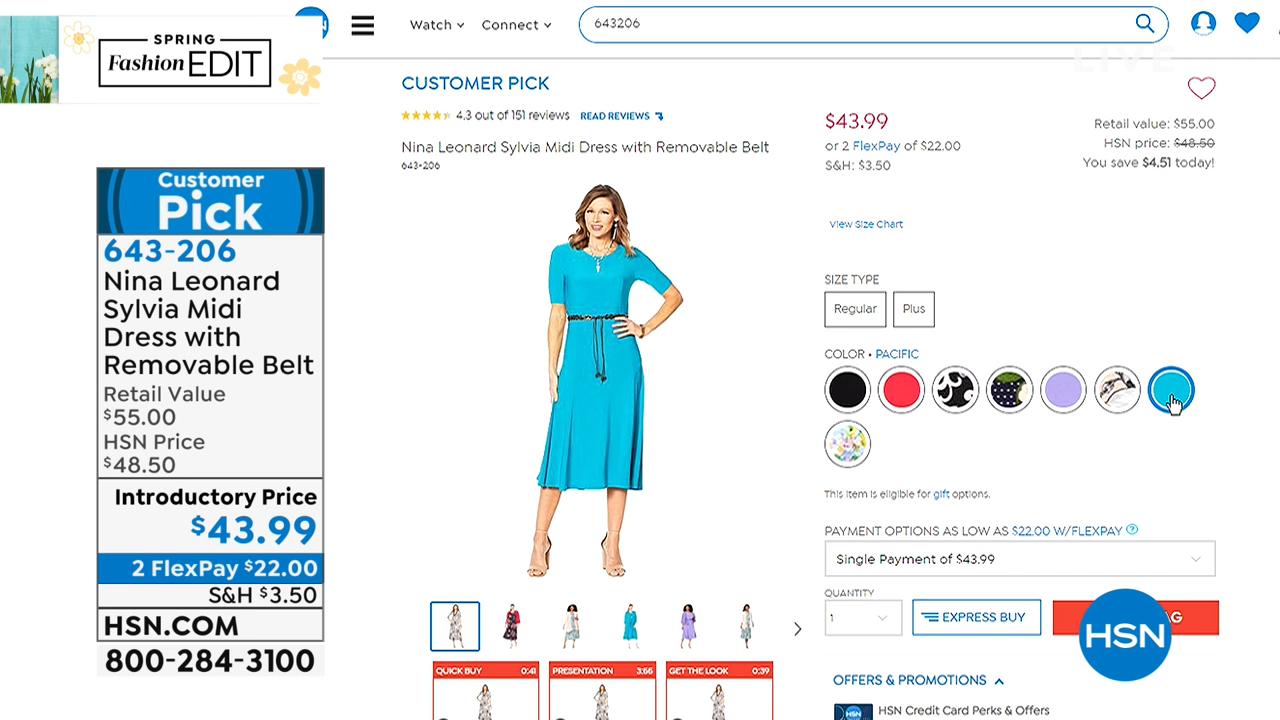 SPRING
Fashion EDIT
Customer
Pick
643-206
Nina Leonard
Sylvia Midi
Dress with
Removable Belt
Retail Value
$55.00
HSN Price
$48.50
Introductory Price
$43.99
2 FlexPay $22.00
S&H $3.50
HSN.COM
800-284-3100
Watch Connect 643206
LIVE
CUSTOMER PICK
4.3 out of 151 reviews READ REVIEWS
Nina Leonard Sylvia Midi Dress with Removable Belt
643-206
$43.99
or 2 FlexPay of $22.00
S&H: $3.50
Retail value: $55.00
HSN price: $48.50
You save $4.51 today!
View Size Chart
SIZE TYPE
Regular Plus
COLOR • PACIFIC
This item is eligible for gift options.
PAYMENT OPTIONS AS LOW AS $22.00 W/FLEXPAY ?
Single Payment of $43.99
QUANTITY
1 EXPRESS BUY
HSN
OFFERS & PROMOTIONS
HSN HSN Credit Card Perks & Offers
QUICK BUY 0:41 PRESENTATION 3:66 GET THE LOOK 0:39